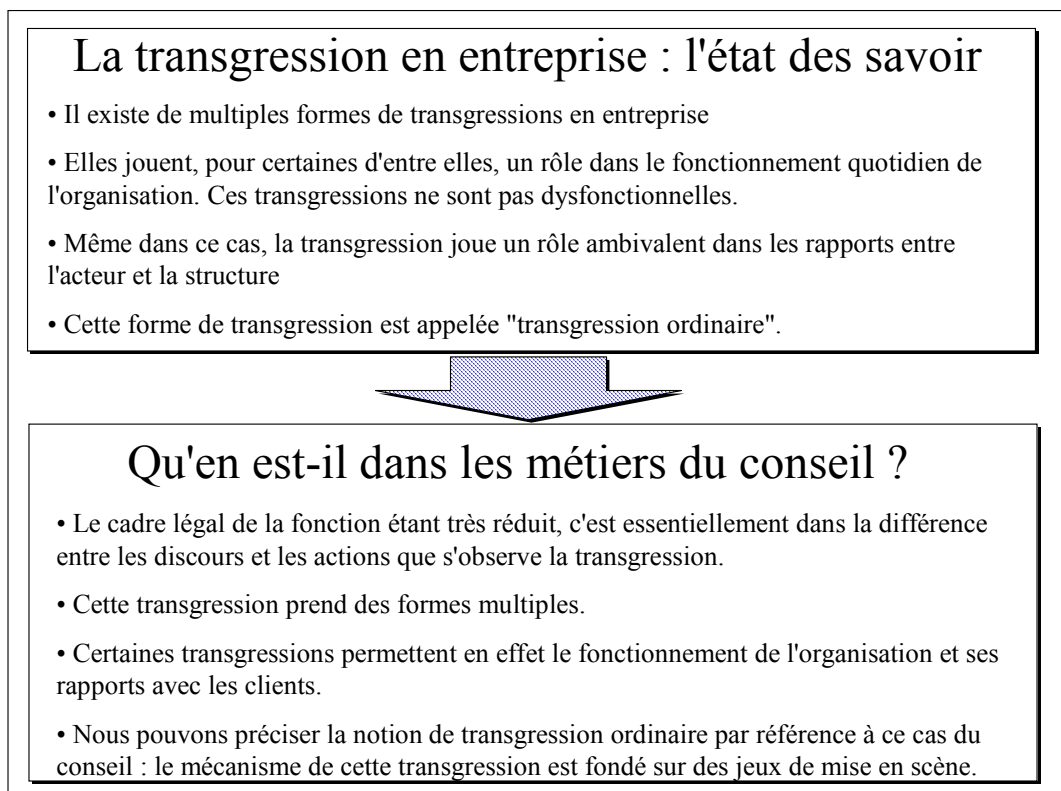 La transgression en entreprise : l'état des savoir
• Il existe de multiples formes de transgressions en entreprise
• Elles jouent, pour certaines d'entre elles, un rôle dans le fonctionnement quotidien de
l'organisation. Ces transgressions ne sont pas dysfonctionnelles.
• Même dans ce cas, la transgression joue un rôle ambivalent dans les rapports entre
l'acteur et la structure
• Cette forme de transgression est appelée "transgression ordinaire".
Qu'en est-il dans les métiers du conseil ?
• Le cadre légal de la fonction étant très réduit, c'est essentiellement dans la différence
entre les discours et les actions que s'observe la transgression.
• Cette transgression prend des formes multiples.
• Certaines transgressions permettent en effet le fonctionnement de l'organisation et ses
rapports avec les clients.
• Nous pouvons préciser la notion de transgression ordinaire par référence à ce cas du
conseil : le mécanisme de cette transgression est fondé sur des jeux de mise en scène.